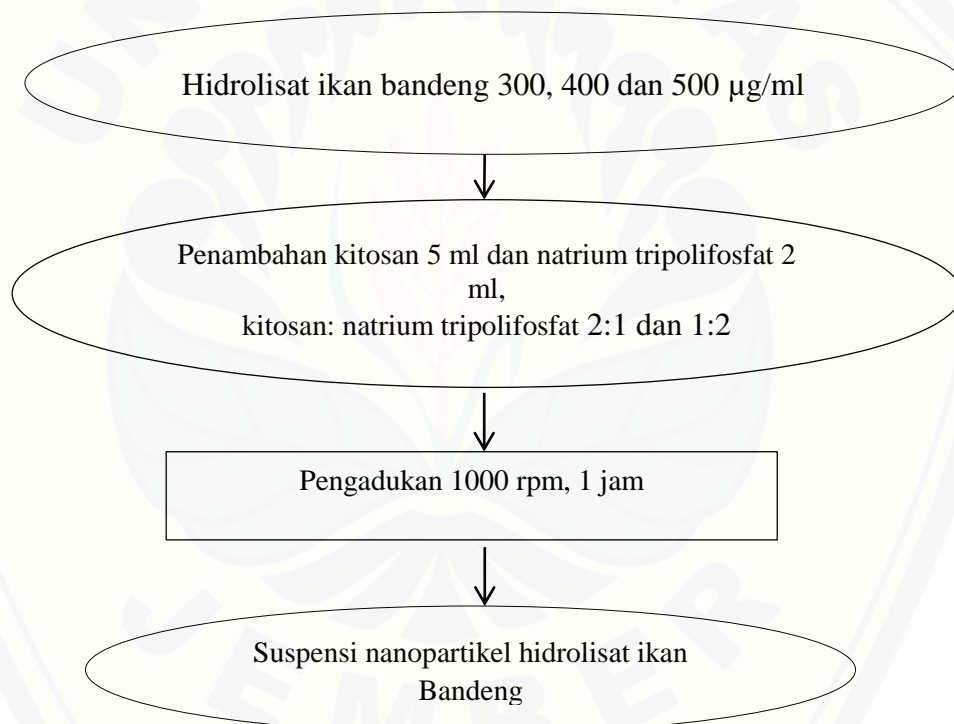 Hidrolisat ikan bandeng 300, 400 dan 500 µg/ml
Penambahan kitosan 5 ml dan natrium tripolifosfat 2
ml,
kitosan: natrium tripolifosfat 2:1 dan 1:2
Pengadukan 1000 rpm, 1 jam
Suspensi nanopartikel hidrolisat ikan
Bandeng
JEMBER